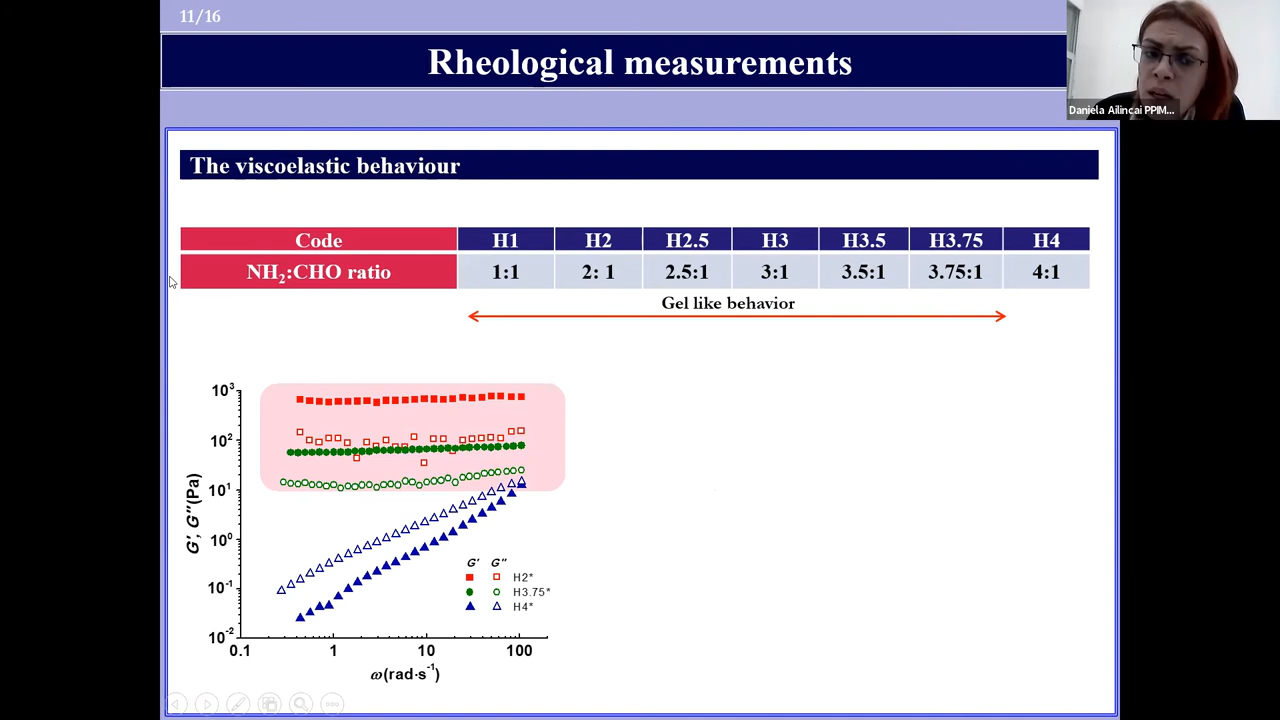 11/16
Rheological measurements
Daniela Ailincai PPIM...
The viscoelastic behaviour
Code H1 H2 H2.5 H3 H3.5 H3.75 H4
NH₂:CHO ratio 1:1 2: 1 2.5:1 3:1 3.5:1 3.75:1 4:1
Gel like behavior
10³
10²
10¹
10⁰
10⁻¹
10⁻²
G', G''(Pa)
G' G''
H2*
H3.75*
H4*
0.1 1 10 100
ω(rad·s⁻¹)